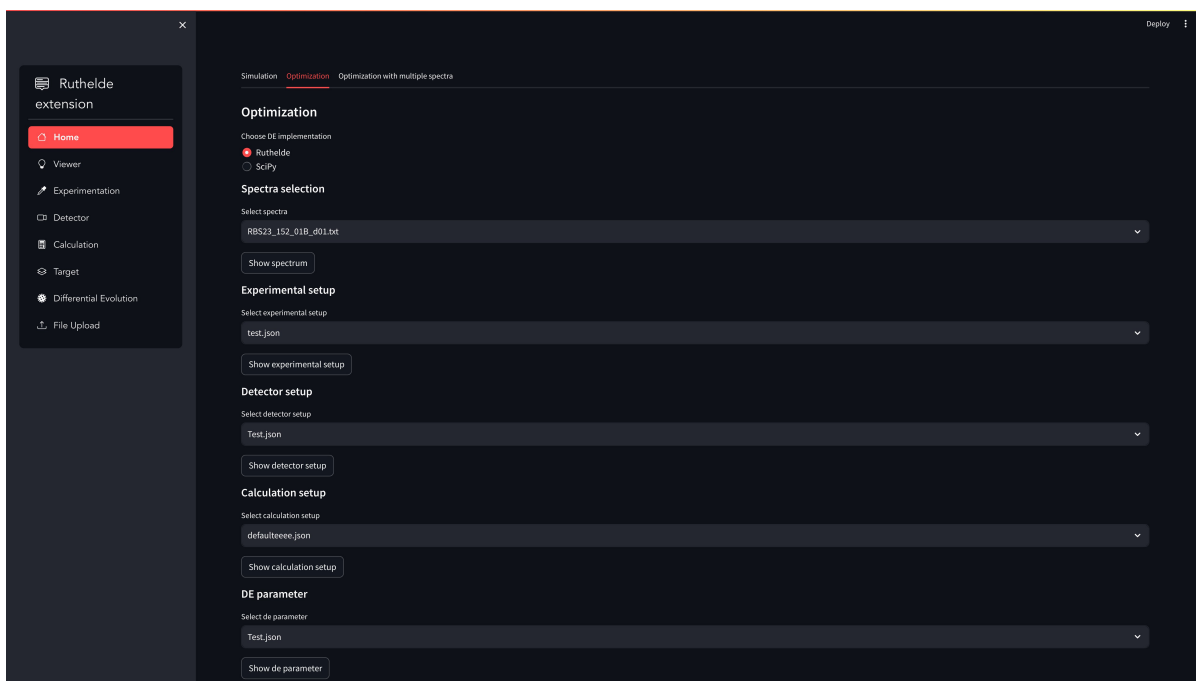 Deploy
Ruthelde
extension
Home
Viewer
Experimentation
Detector
Calculation
Target
Differential Evolution
File Upload
Simulation Optimization Optimization with multiple spectra
Optimization
Choose DE implementation
Ruthelde
SciPy
Spectra selection
Select spectra
RBS23_152_01B_d01.txt
Show spectrum
Experimental setup
Select experimental setup
test.json
Show experimental setup
Detector setup
Select detector setup
Test.json
Show detector setup
Calculation setup
Select calculation setup
defaulteeee.json
Show calculation setup
DE parameter
Select de parameter
Test.json
Show de parameter